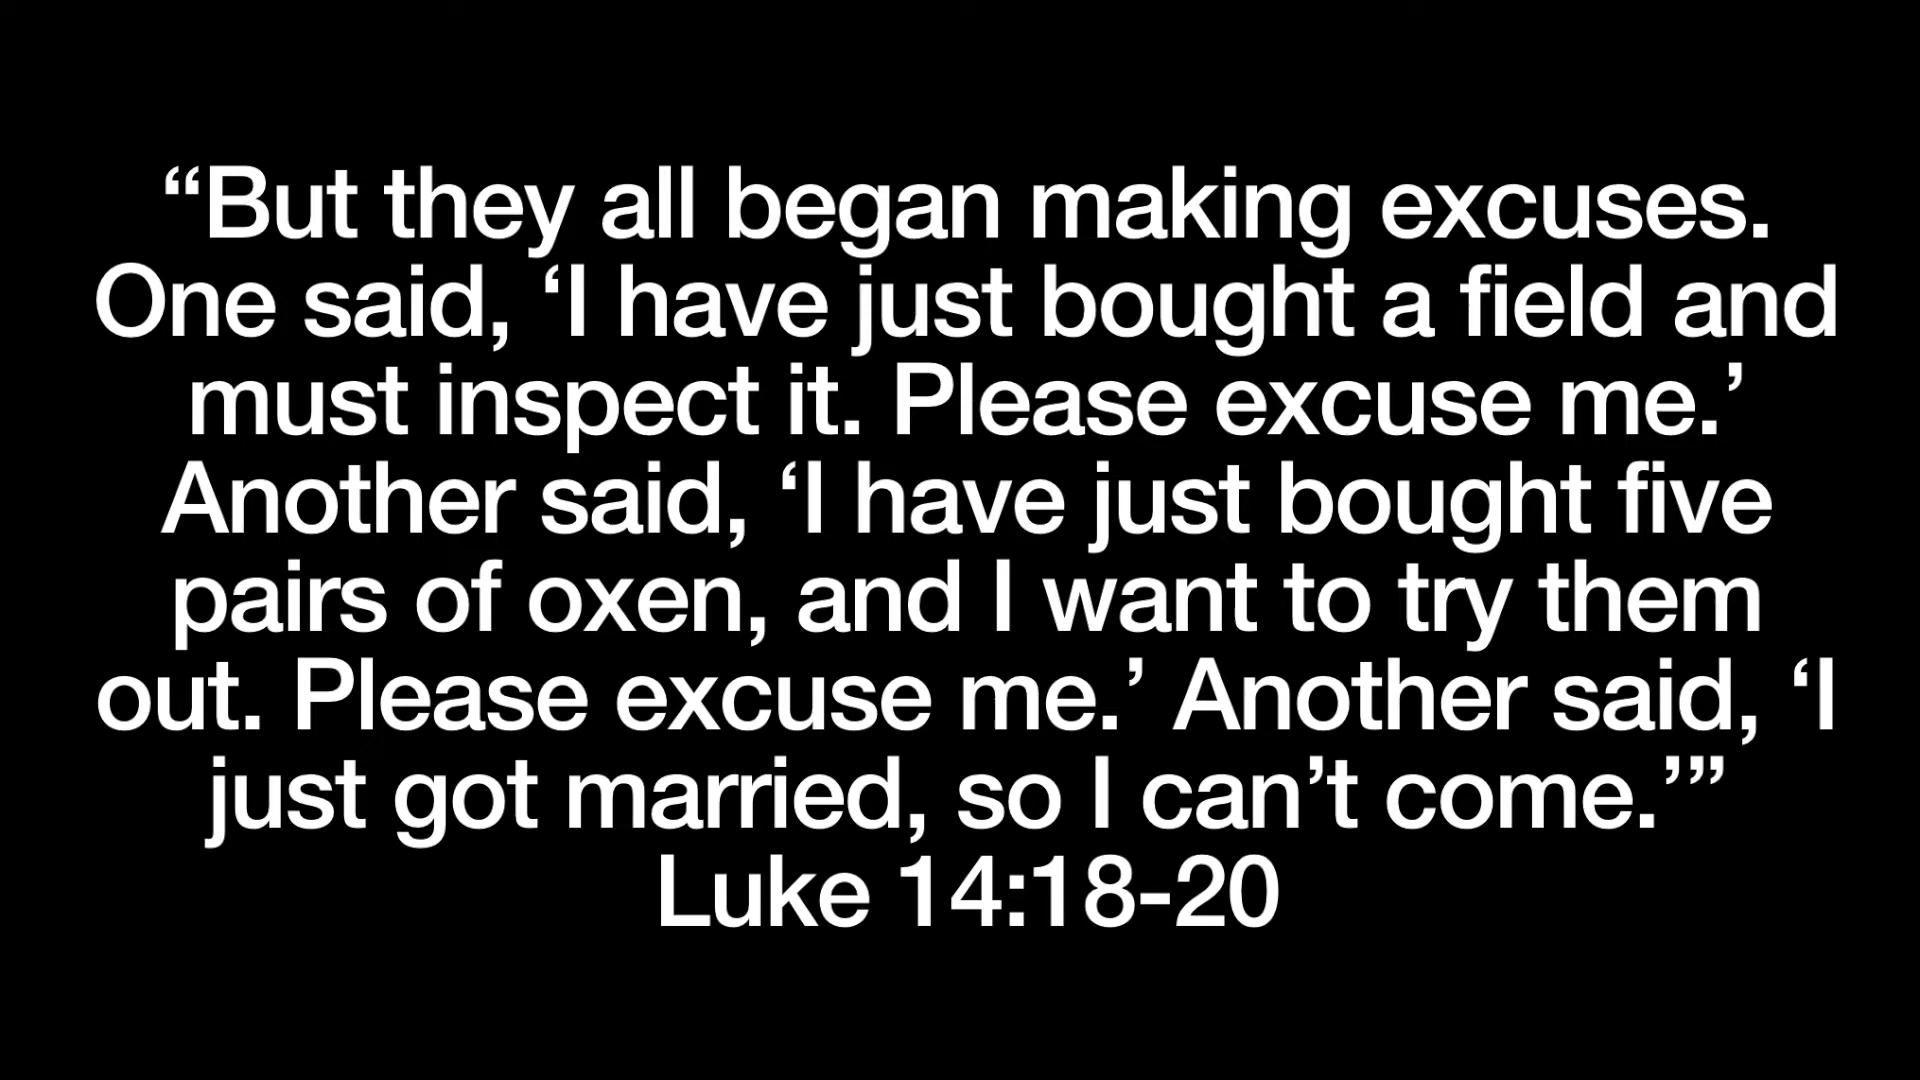 “But they all began making excuses.
One said, ‘I have just bought a field and
must inspect it. Please excuse me.’
Another said, ‘I have just bought five
pairs of oxen, and I want to try them
out. Please excuse me.’ Another said, ‘I
just got married, so I can’t come.’”
Luke 14:18-20